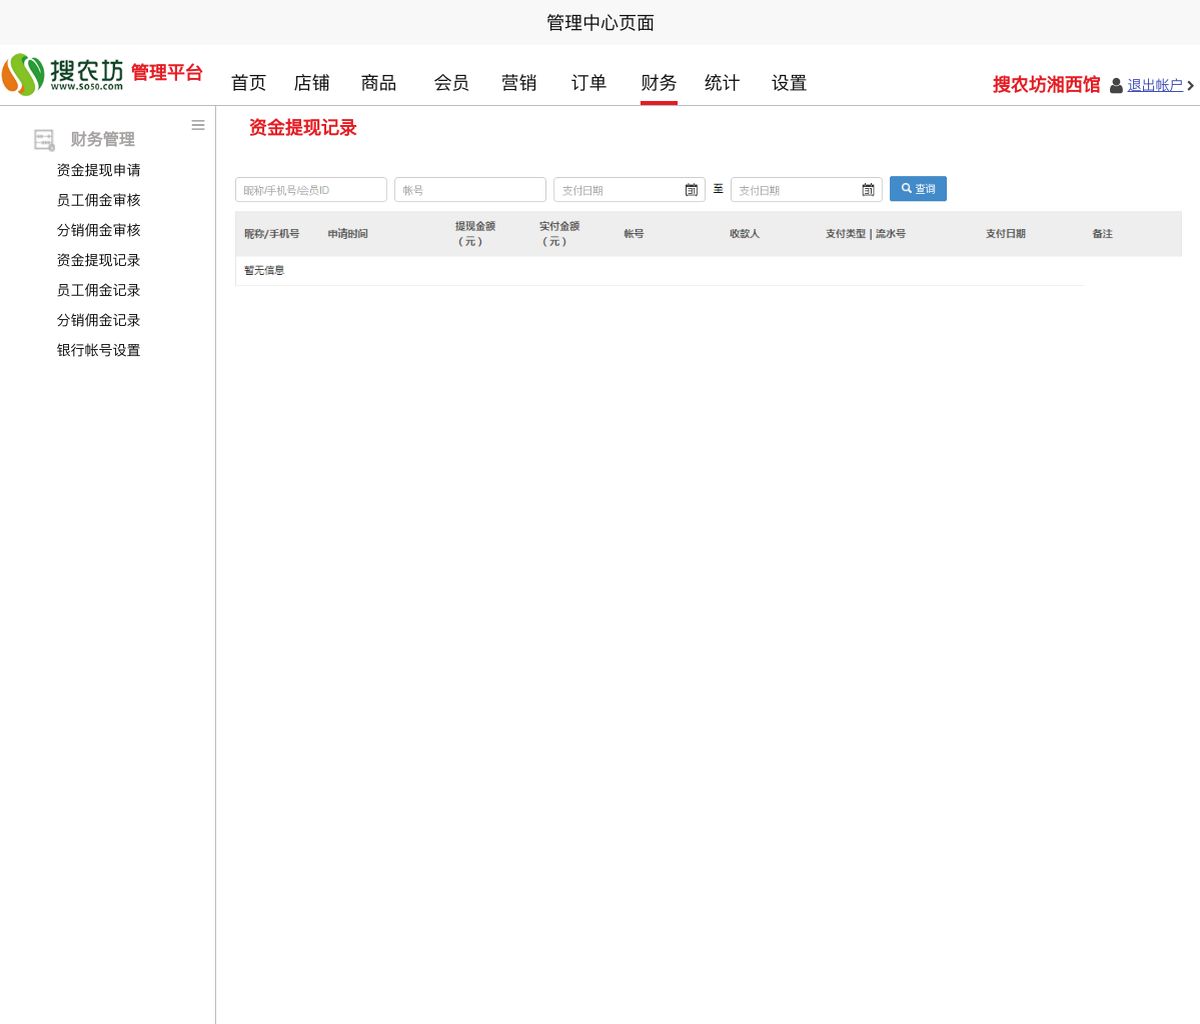 管理中心页面
搜农坊 管理平台
www.so5o.com
首页 店铺 商品 会员 营销 订单 财务 统计 设置
搜农坊湘西馆 退出帐户
财务管理
资金提现申请
员工佣金审核
分销佣金审核
资金提现记录
员工佣金记录
分销佣金记录
银行帐号设置
资金提现记录
昵称/手机号/会员ID 帐号 支付日期 31 至 支付日期 31 查询
昵称/手机号 申请时间 提现金额（元） 实付金额（元） 帐号 收款人 支付类型 | 流水号 支付日期 备注
暂无信息